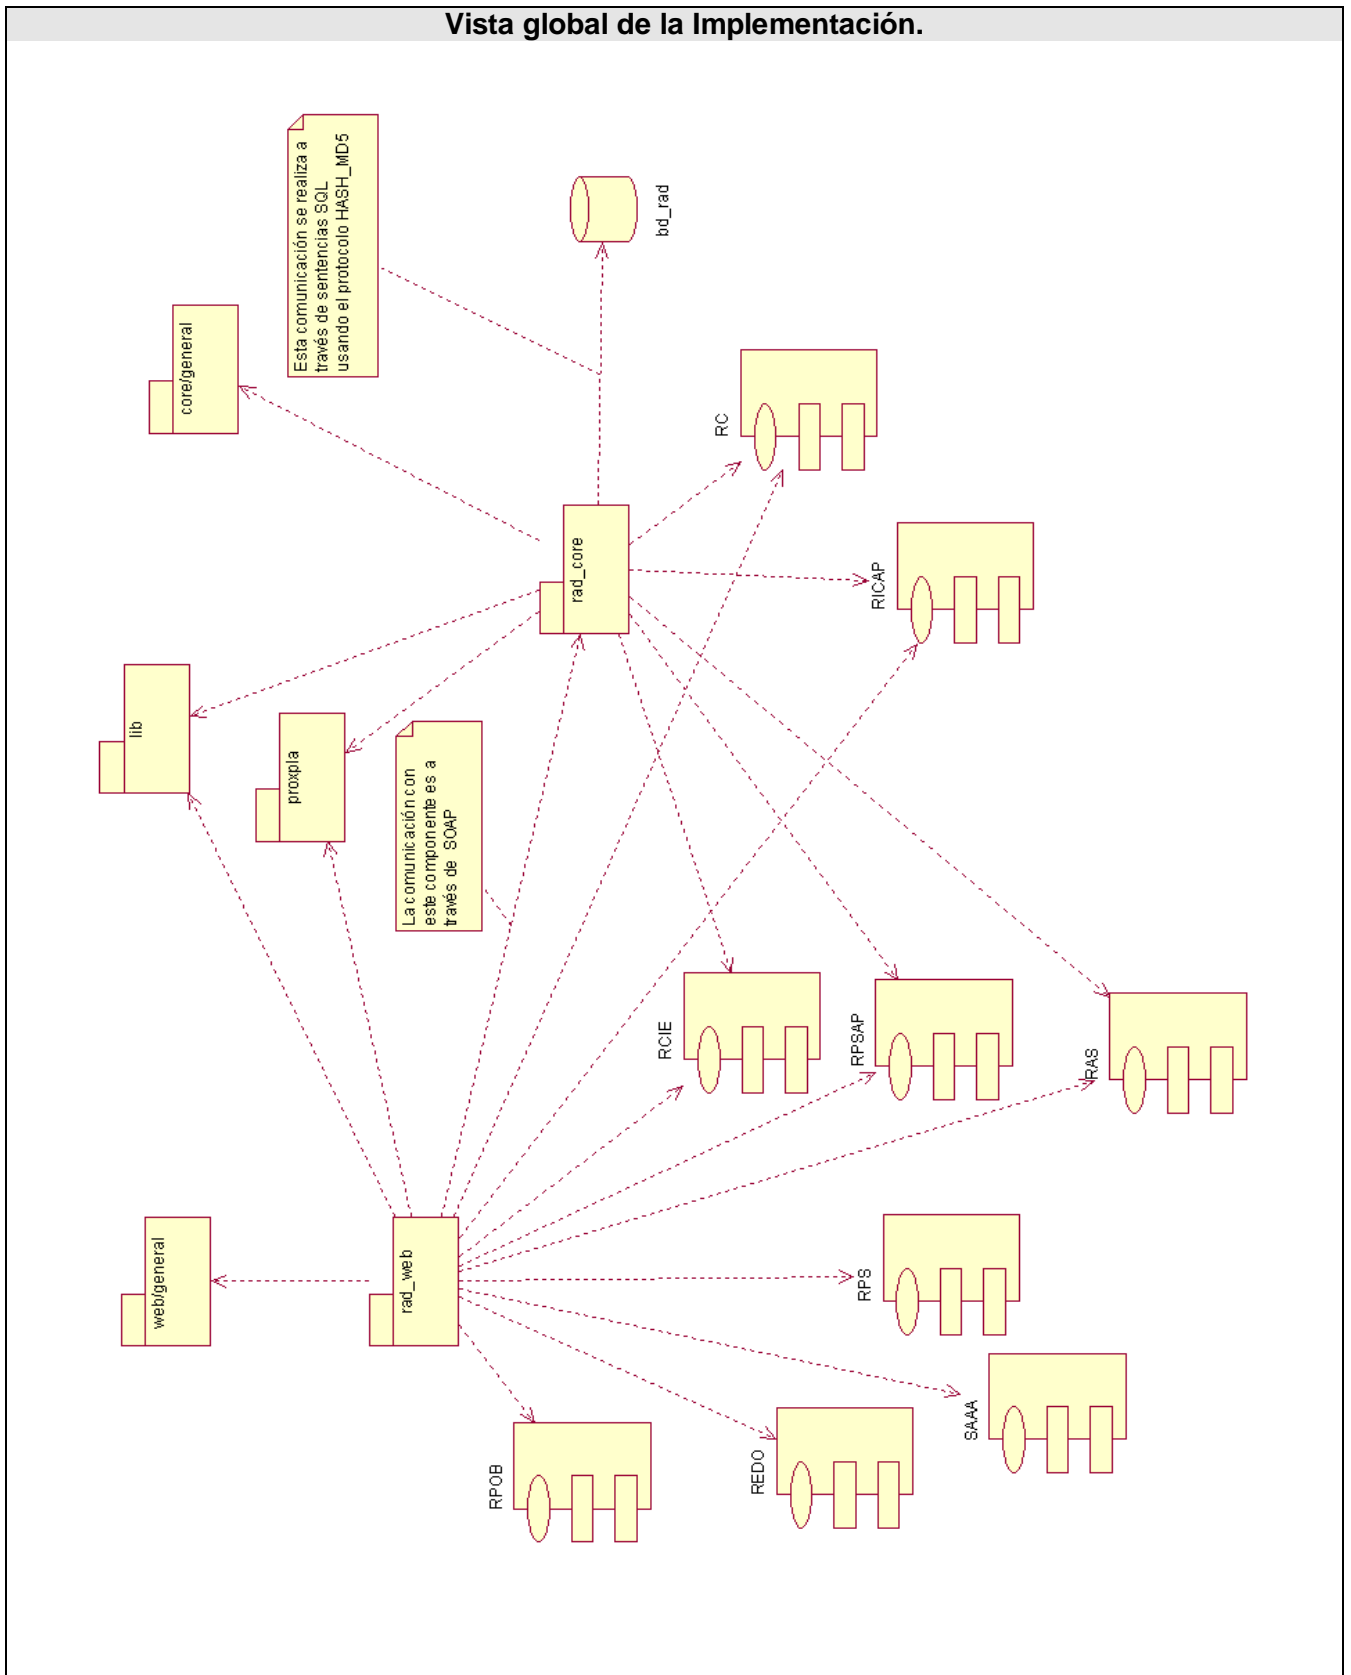 Vista global de la Implementación.
Esta comunicación se realiza a
través de sentencias SQL
usando el protocolo HASH_MD5
bd_rad
core/general
RC
rad_core
RICAP
lib
proxpla
La comunicación con
este componente es a
través de SOAP
RCIE
RPSAP
RAS
web/general
rad_web
RPS
SAAA
RPOB
REDO